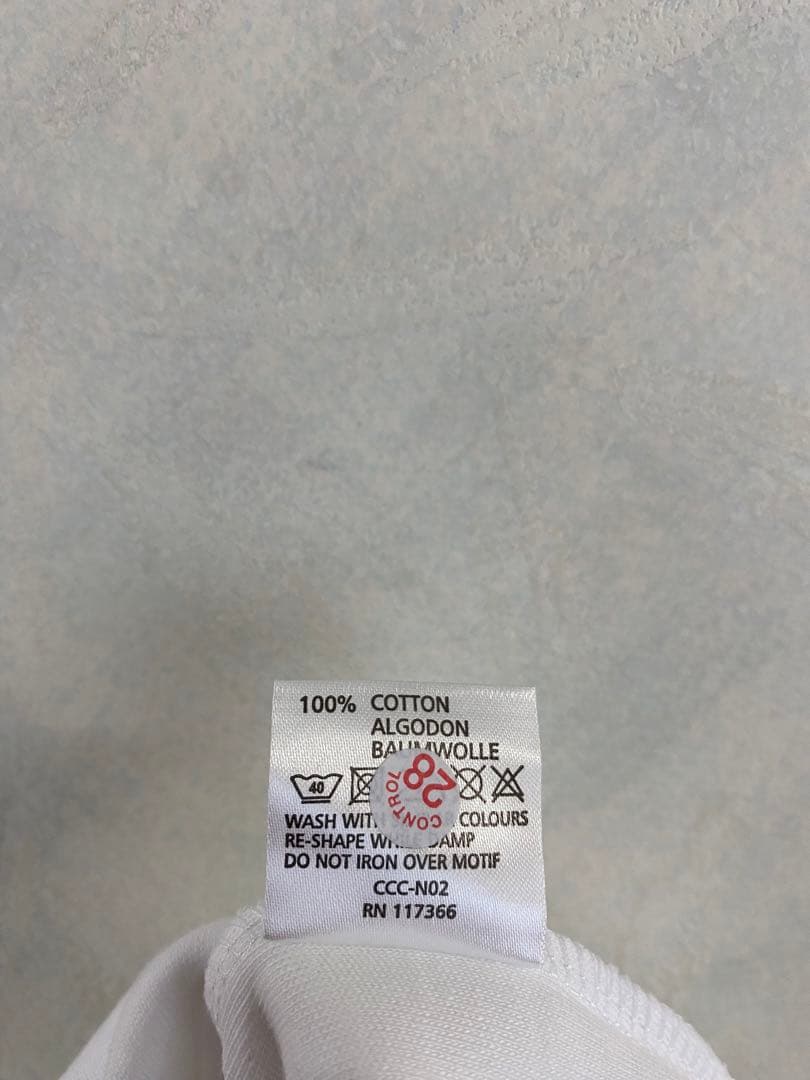 100% COTTON
ALGODON
BAUMWOLLE
40
28
CONTROL
WASH WITH COLOURS
RE-SHAPE WHILE DAMP
DO NOT IRON OVER MOTIF
CCC-N02
RN 117366